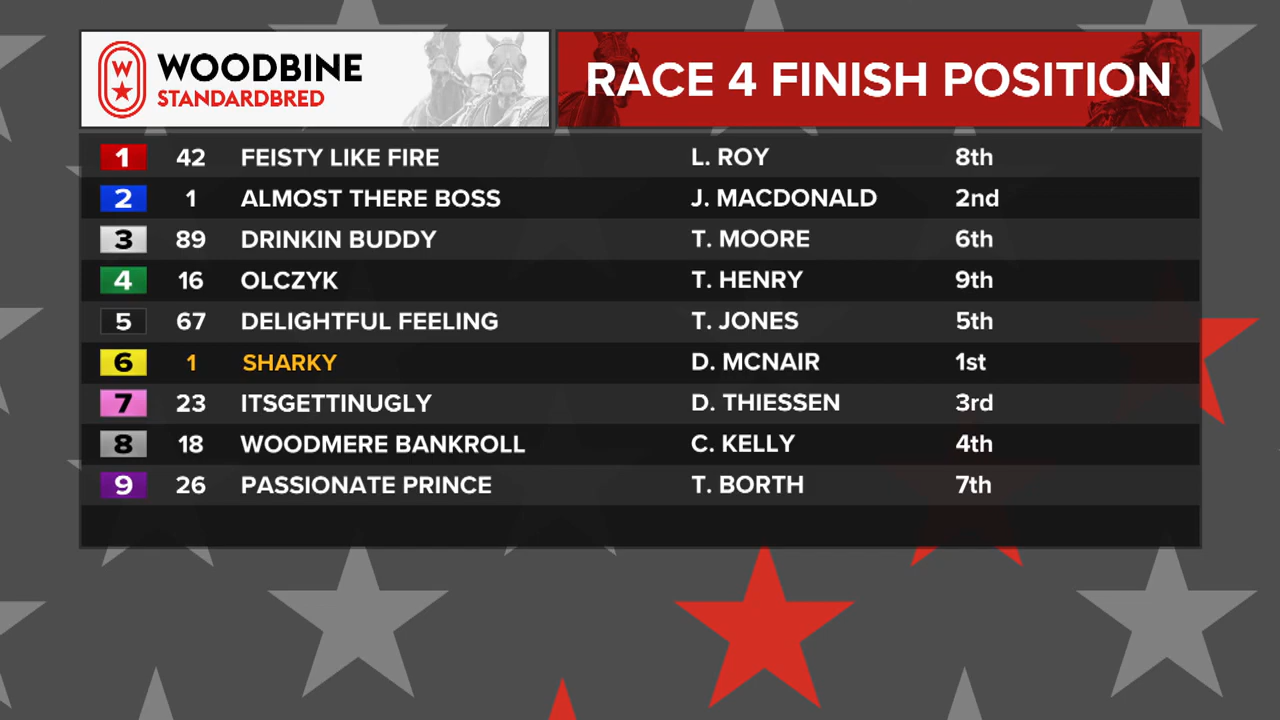 W
WOODBINE
STANDARDBRED
RACE 4 FINISH POSITION
1 42 FEISTY LIKE FIRE L. ROY 8th
2 1 ALMOST THERE BOSS J. MACDONALD 2nd
3 89 DRINKIN BUDDY T. MOORE 6th
4 16 OLCZYK T. HENRY 9th
5 67 DELIGHTFUL FEELING T. JONES 5th
6 1 SHARKY D. MCNAIR 1st
7 23 ITSGETTINUGLY D. THIESSEN 3rd
8 18 WOODMERE BANKROLL C. KELLY 4th
9 26 PASSIONATE PRINCE T. BORTH 7th